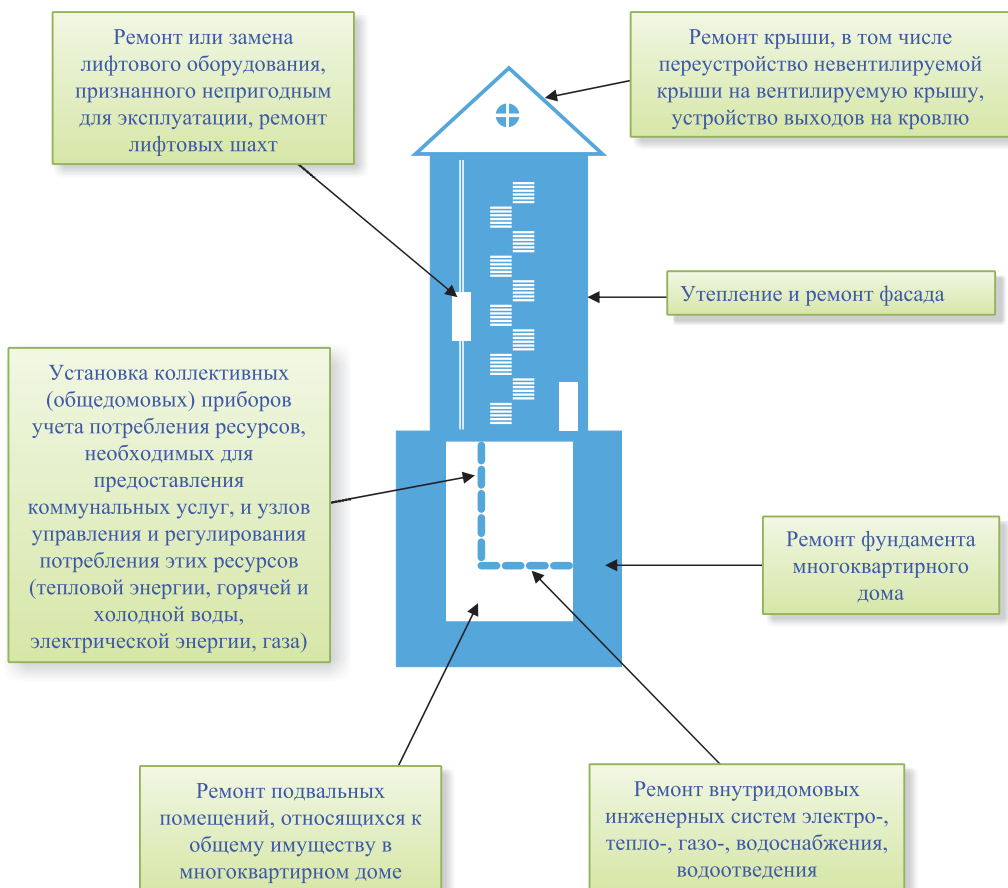 Ремонт или замена
лифтового оборудования,
признанного непригодным
для эксплуатации, ремонт
лифтовых шахт
Ремонт крыши, в том числе
переустройство невентилируемой
крыши на вентилируемую крышу,
устройство выходов на кровлю
Утепление и ремонт фасада
Установка коллективных
(общедомовых) приборов
учета потребления ресурсов,
необходимых для
предоставления
коммунальных услуг, и узлов
управления и регулирования
потребления этих ресурсов
(тепловой энергии, горячей и
холодной воды,
электрической энергии, газа)
Ремонт фундамента
многоквартирного
дома
Ремонт подвальных
помещений, относящихся к
общему имуществу в
многоквартирном доме
Ремонт внутридомовых
инженерных систем электро-,
тепло-, газо-, водоснабжения,
водоотведения